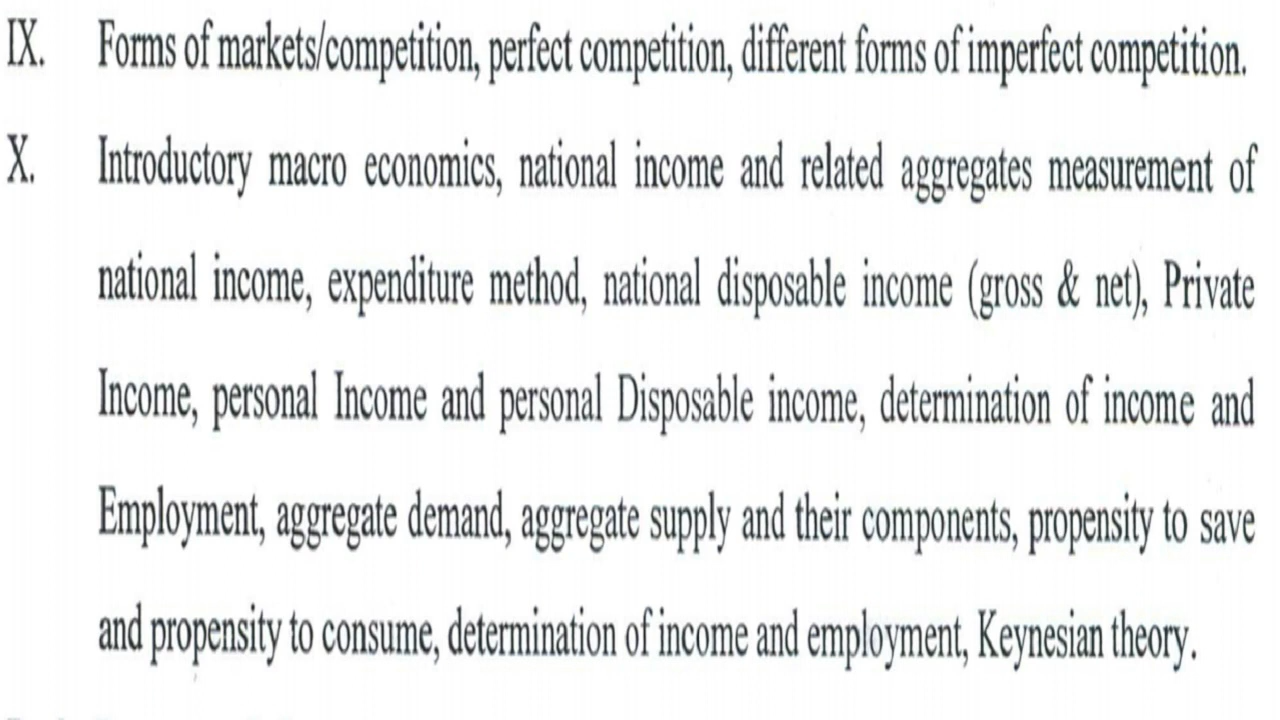 IX. Forms of markets/competition, perfect competition, different forms of imperfect competition.
X. Introductory macro economics, national income and related aggregates measurement of
national income, expenditure method, national disposable income (gross & net), Private
Income, personal Income and personal Disposable income, determination of income and
Employment, aggregate demand, aggregate supply and their components, propensity to save
and propensity to consume, determination of income and employment, Keynesian theory.